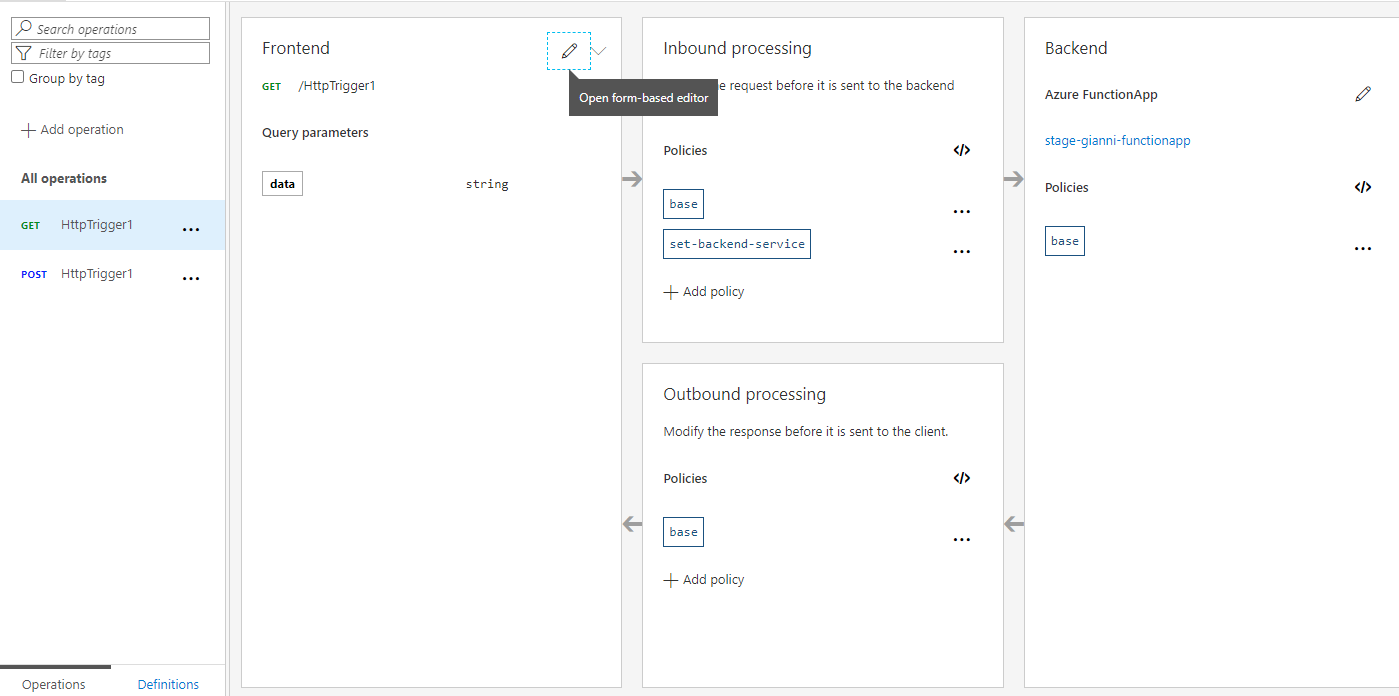 Search operations
Filter by tags
Group by tag
Add operation
All operations
GET HttpTrigger1 ...
POST HttpTrigger1 ...
Operations Definitions
Frontend
GET /HttpTrigger1
Query parameters
data string
Open form-based editor
Inbound processing
request before it is sent to the backend
Policies </>
base ...
set-backend-service ...
Add policy
Outbound processing
Modify the response before it is sent to the client.
Policies </>
base ...
Add policy
Backend
Azure FunctionApp
stage-gianni-functionapp
Policies </>
base ...